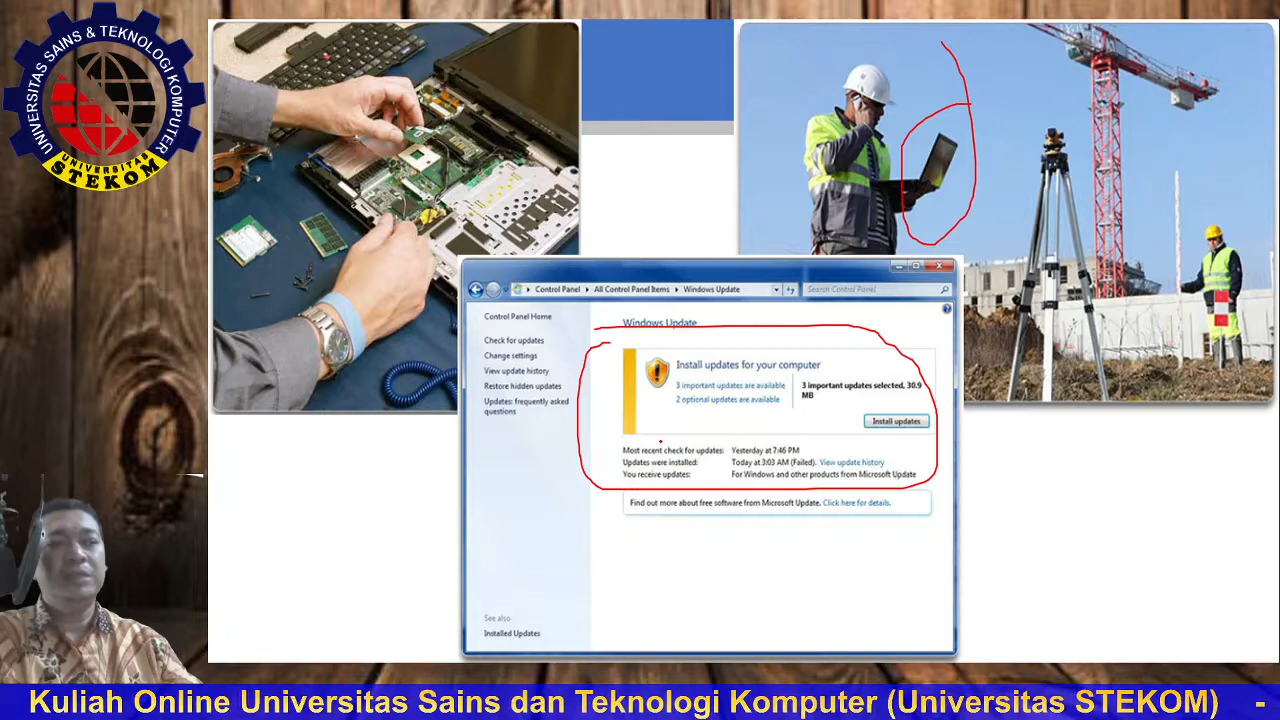 UNIVERSITAS SAINS & TEKNOLOGI KOMPUTER
UNIVERSITAS
STEKOM
Control Panel
All Control Panel Items
Windows Update
Search Control Panel
Control Panel Home
Check for updates
Change settings
View update history
Restore hidden updates
Updates: frequently asked
questions
See also
Installed Updates
Windows Update
Install updates for your computer
3 important updates are available
2 optional updates are available
3 important updates selected, 30.9
MB
Install updates
Most recent check for updates: Yesterday at 7:46 PM
Updates were installed: Today at 3:03 AM (Failed). View update history
You receive updates: For Windows and other products from Microsoft Update
Find out more about free software from Microsoft Update. Click here for details.
Kuliah Online Universitas Sains dan Teknologi Komputer (Universitas STEKOM) -